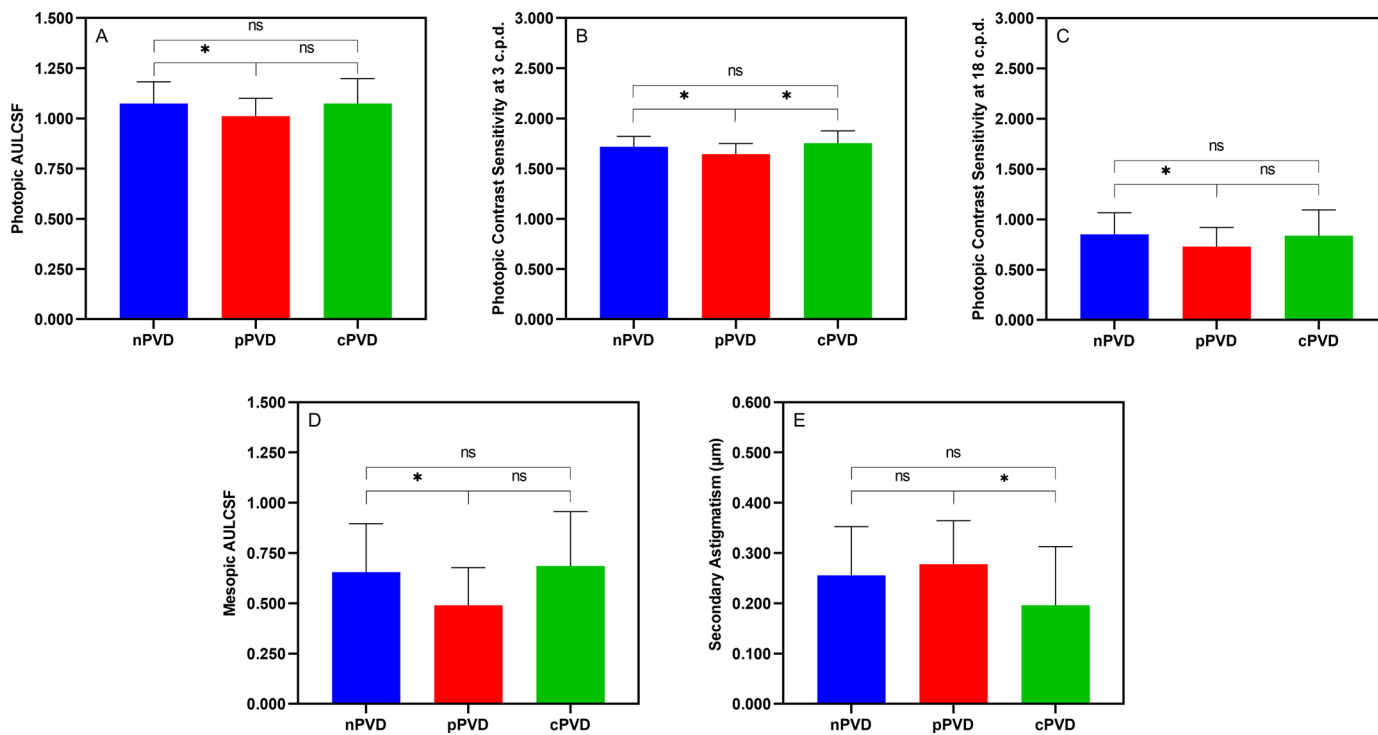 A
Photopic AULCSF
1.500
1.250
1.000
0.750
0.500
0.250
0.000
ns
* ns
nPVD pPVD cPVD
B
Photopic Contrast Sensitivity at 3 c.p.d.
3.000
2.500
2.000
1.500
1.000
0.500
0.000
ns
* *
nPVD pPVD cPVD
C
Photopic Contrast Sensitivity at 18 c.p.d.
3.000
2.500
2.000
1.500
1.000
0.500
0.000
ns
* ns
nPVD pPVD cPVD
D
Mesopic AULCSF
1.500
1.250
1.000
0.750
0.500
0.250
0.000
ns
* ns
nPVD pPVD cPVD
E
Secondary Astigmatism (μm)
0.600
0.500
0.400
0.300
0.200
0.100
0.000
ns
ns *
nPVD pPVD cPVD